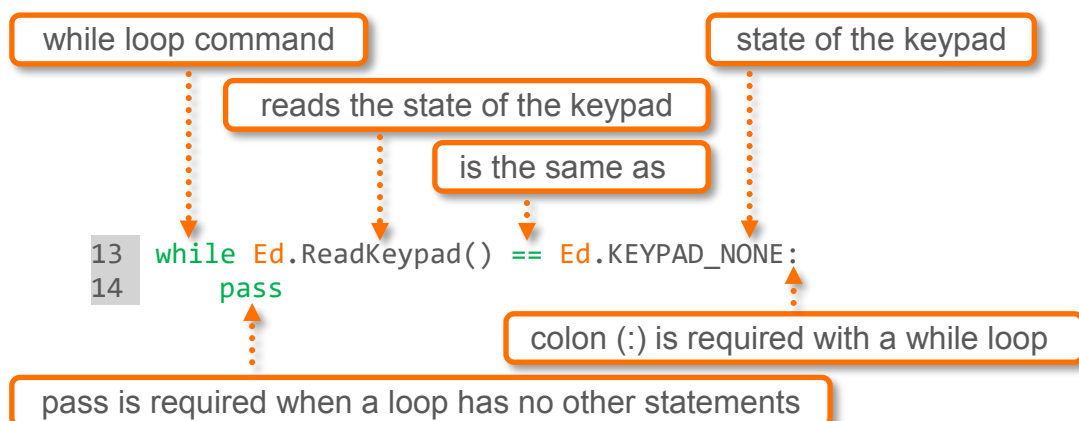 while loop command
state of the keypad
reads the state of the keypad
is the same as
13 while Ed.ReadKeypad() == Ed.KEYPAD_NONE:
14 pass
colon (:) is required with a while loop
pass is required when a loop has no other statements